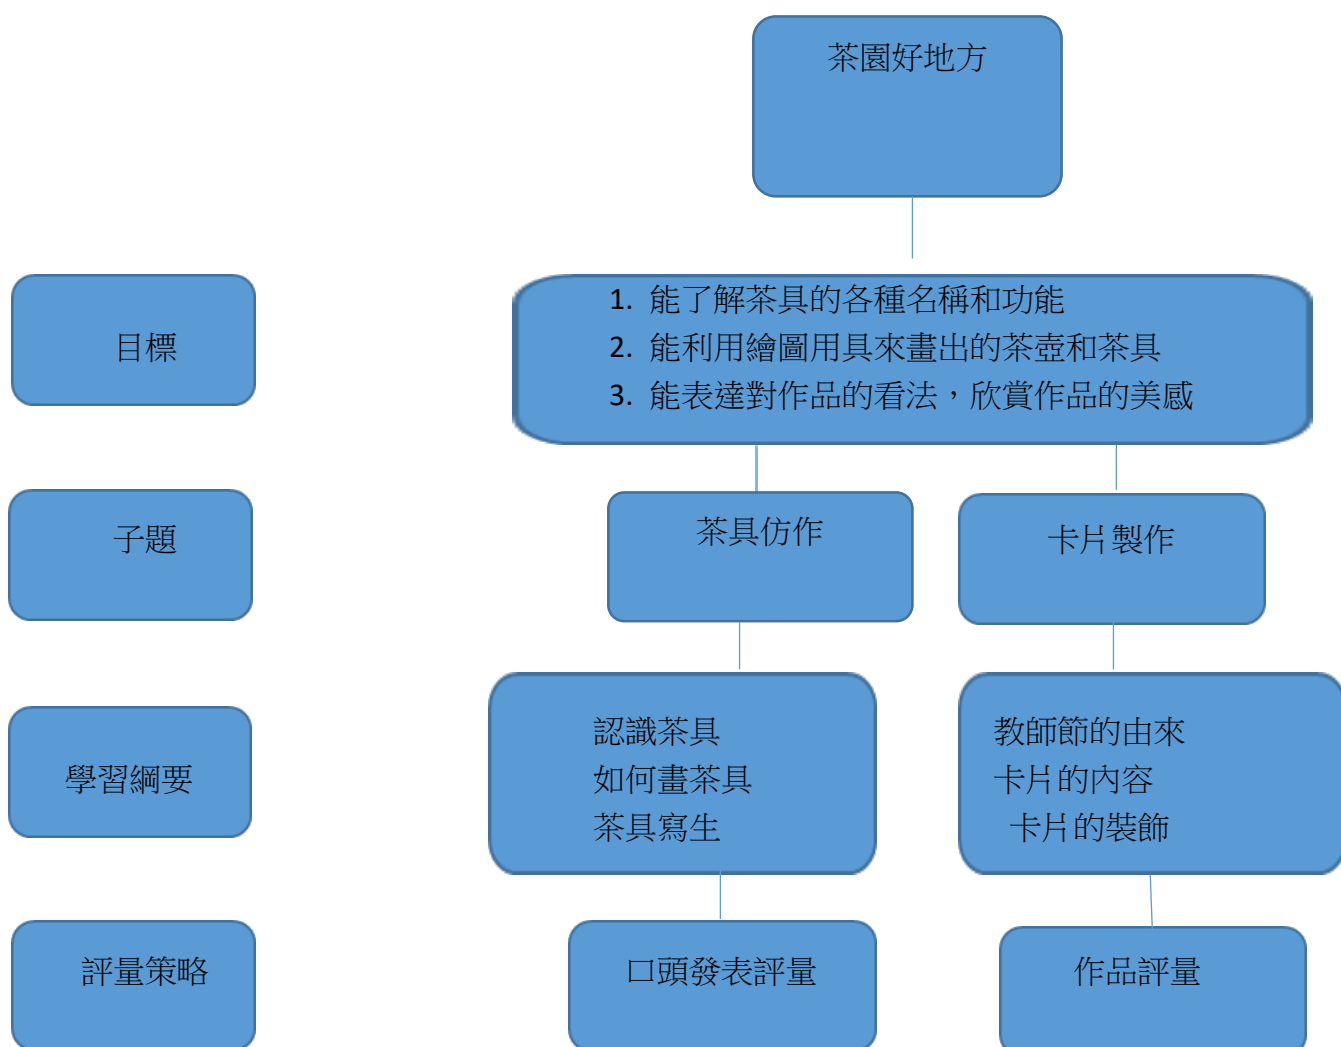 茶園好地方
目標
1. 能了解茶具的各種名稱和功能
2. 能利用繪圖用具來畫出的茶壺和茶具
3. 能表達對作品的看法，欣賞作品的美感
子題
茶具仿作
卡片製作
學習綱要
認識茶具
如何畫茶具
茶具寫生
教師節的由來
卡片的內容
卡片的裝飾
評量策略
口頭發表評量
作品評量